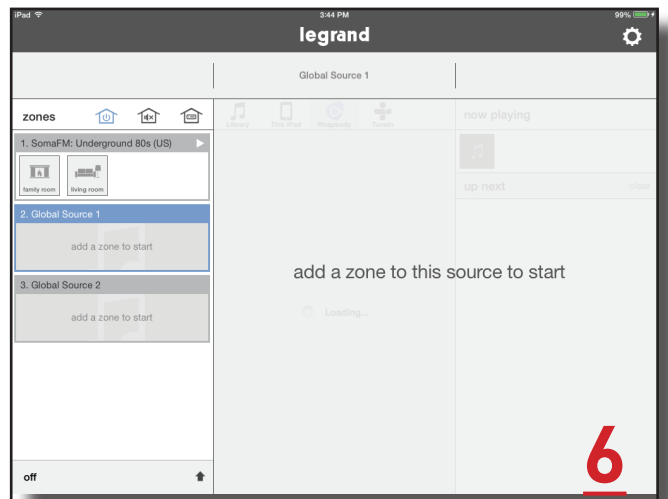 iPad 3:44 PM 99%
legrand
Global Source 1
zones
1. SomaFM: Underground 80s (US)
family room living room
2. Global Source 1
add a zone to start
3. Global Source 2
add a zone to start
off
Library This iPad Rhapsody TuneIn
now playing
up next clear
add a zone to this source to start
Loading...
6